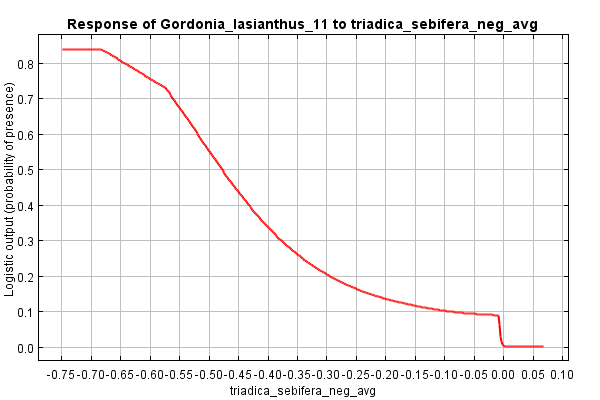 Response of Gordonia_lasianthus_11 to triadica_sebifera_neg_avg
Logistic output (probability of presence)
0.8
0.7
0.6
0.5
0.4
0.3
0.2
0.1
0.0
-0.75 -0.70 -0.65 -0.60 -0.55 -0.50 -0.45 -0.40 -0.35 -0.30 -0.25 -0.20 -0.15 -0.10 -0.05 0.00 0.05 0.10
triadica_sebifera_neg_avg